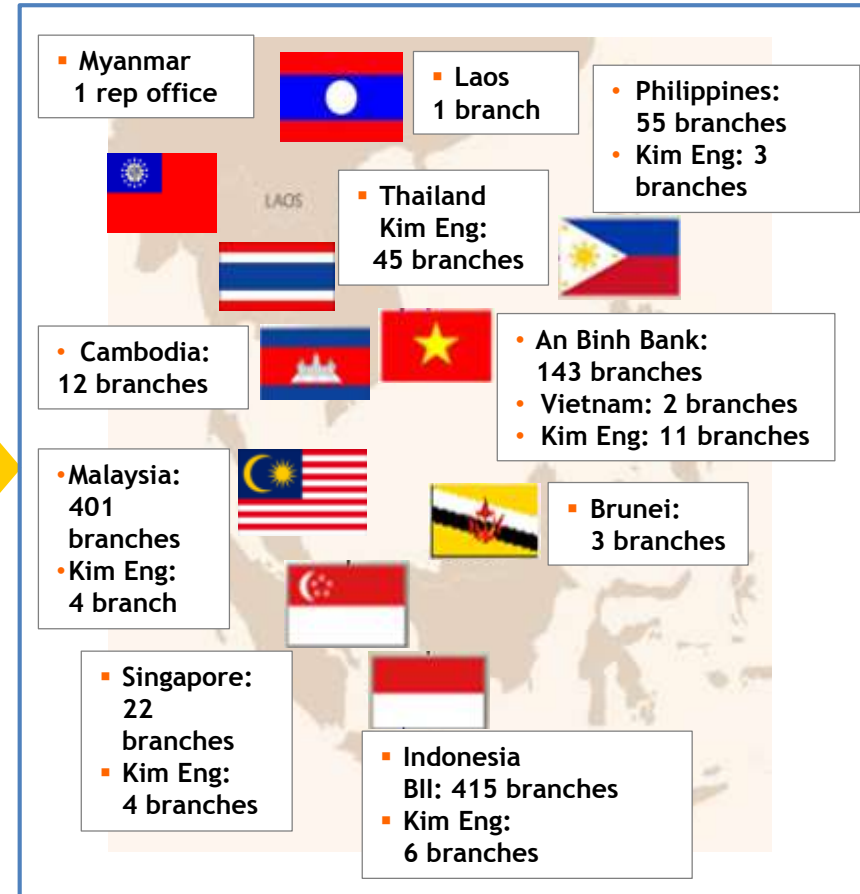 Myanmar
1 rep office
Laos
1 branch
Philippines:
55 branches
Kim Eng: 3
branches
LAOS
Thailand
Kim Eng:
45 branches
Cambodia:
12 branches
An Binh Bank:
143 branches
Vietnam: 2 branches
Kim Eng: 11 branches
Malaysia:
401
branches
Kim Eng:
4 branch
Brunei:
3 branches
Singapore:
22
branches
Kim Eng:
4 branches
Indonesia
BII: 415 branches
Kim Eng:
6 branches